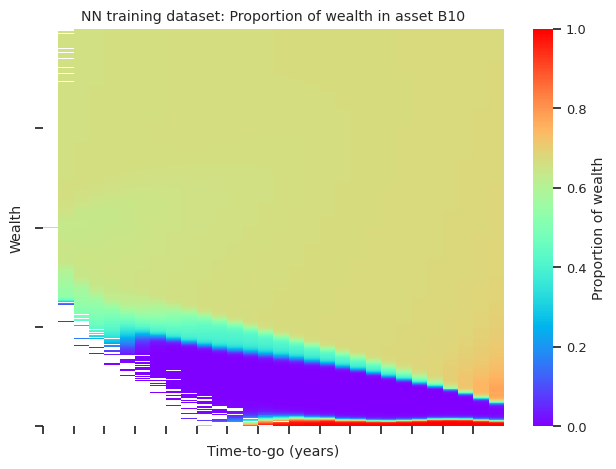 NN training dataset: Proportion of wealth in asset B10
Wealth
Time-to-go (years)
1.0
0.8
0.6
0.4
0.2
0.0
Proportion of wealth